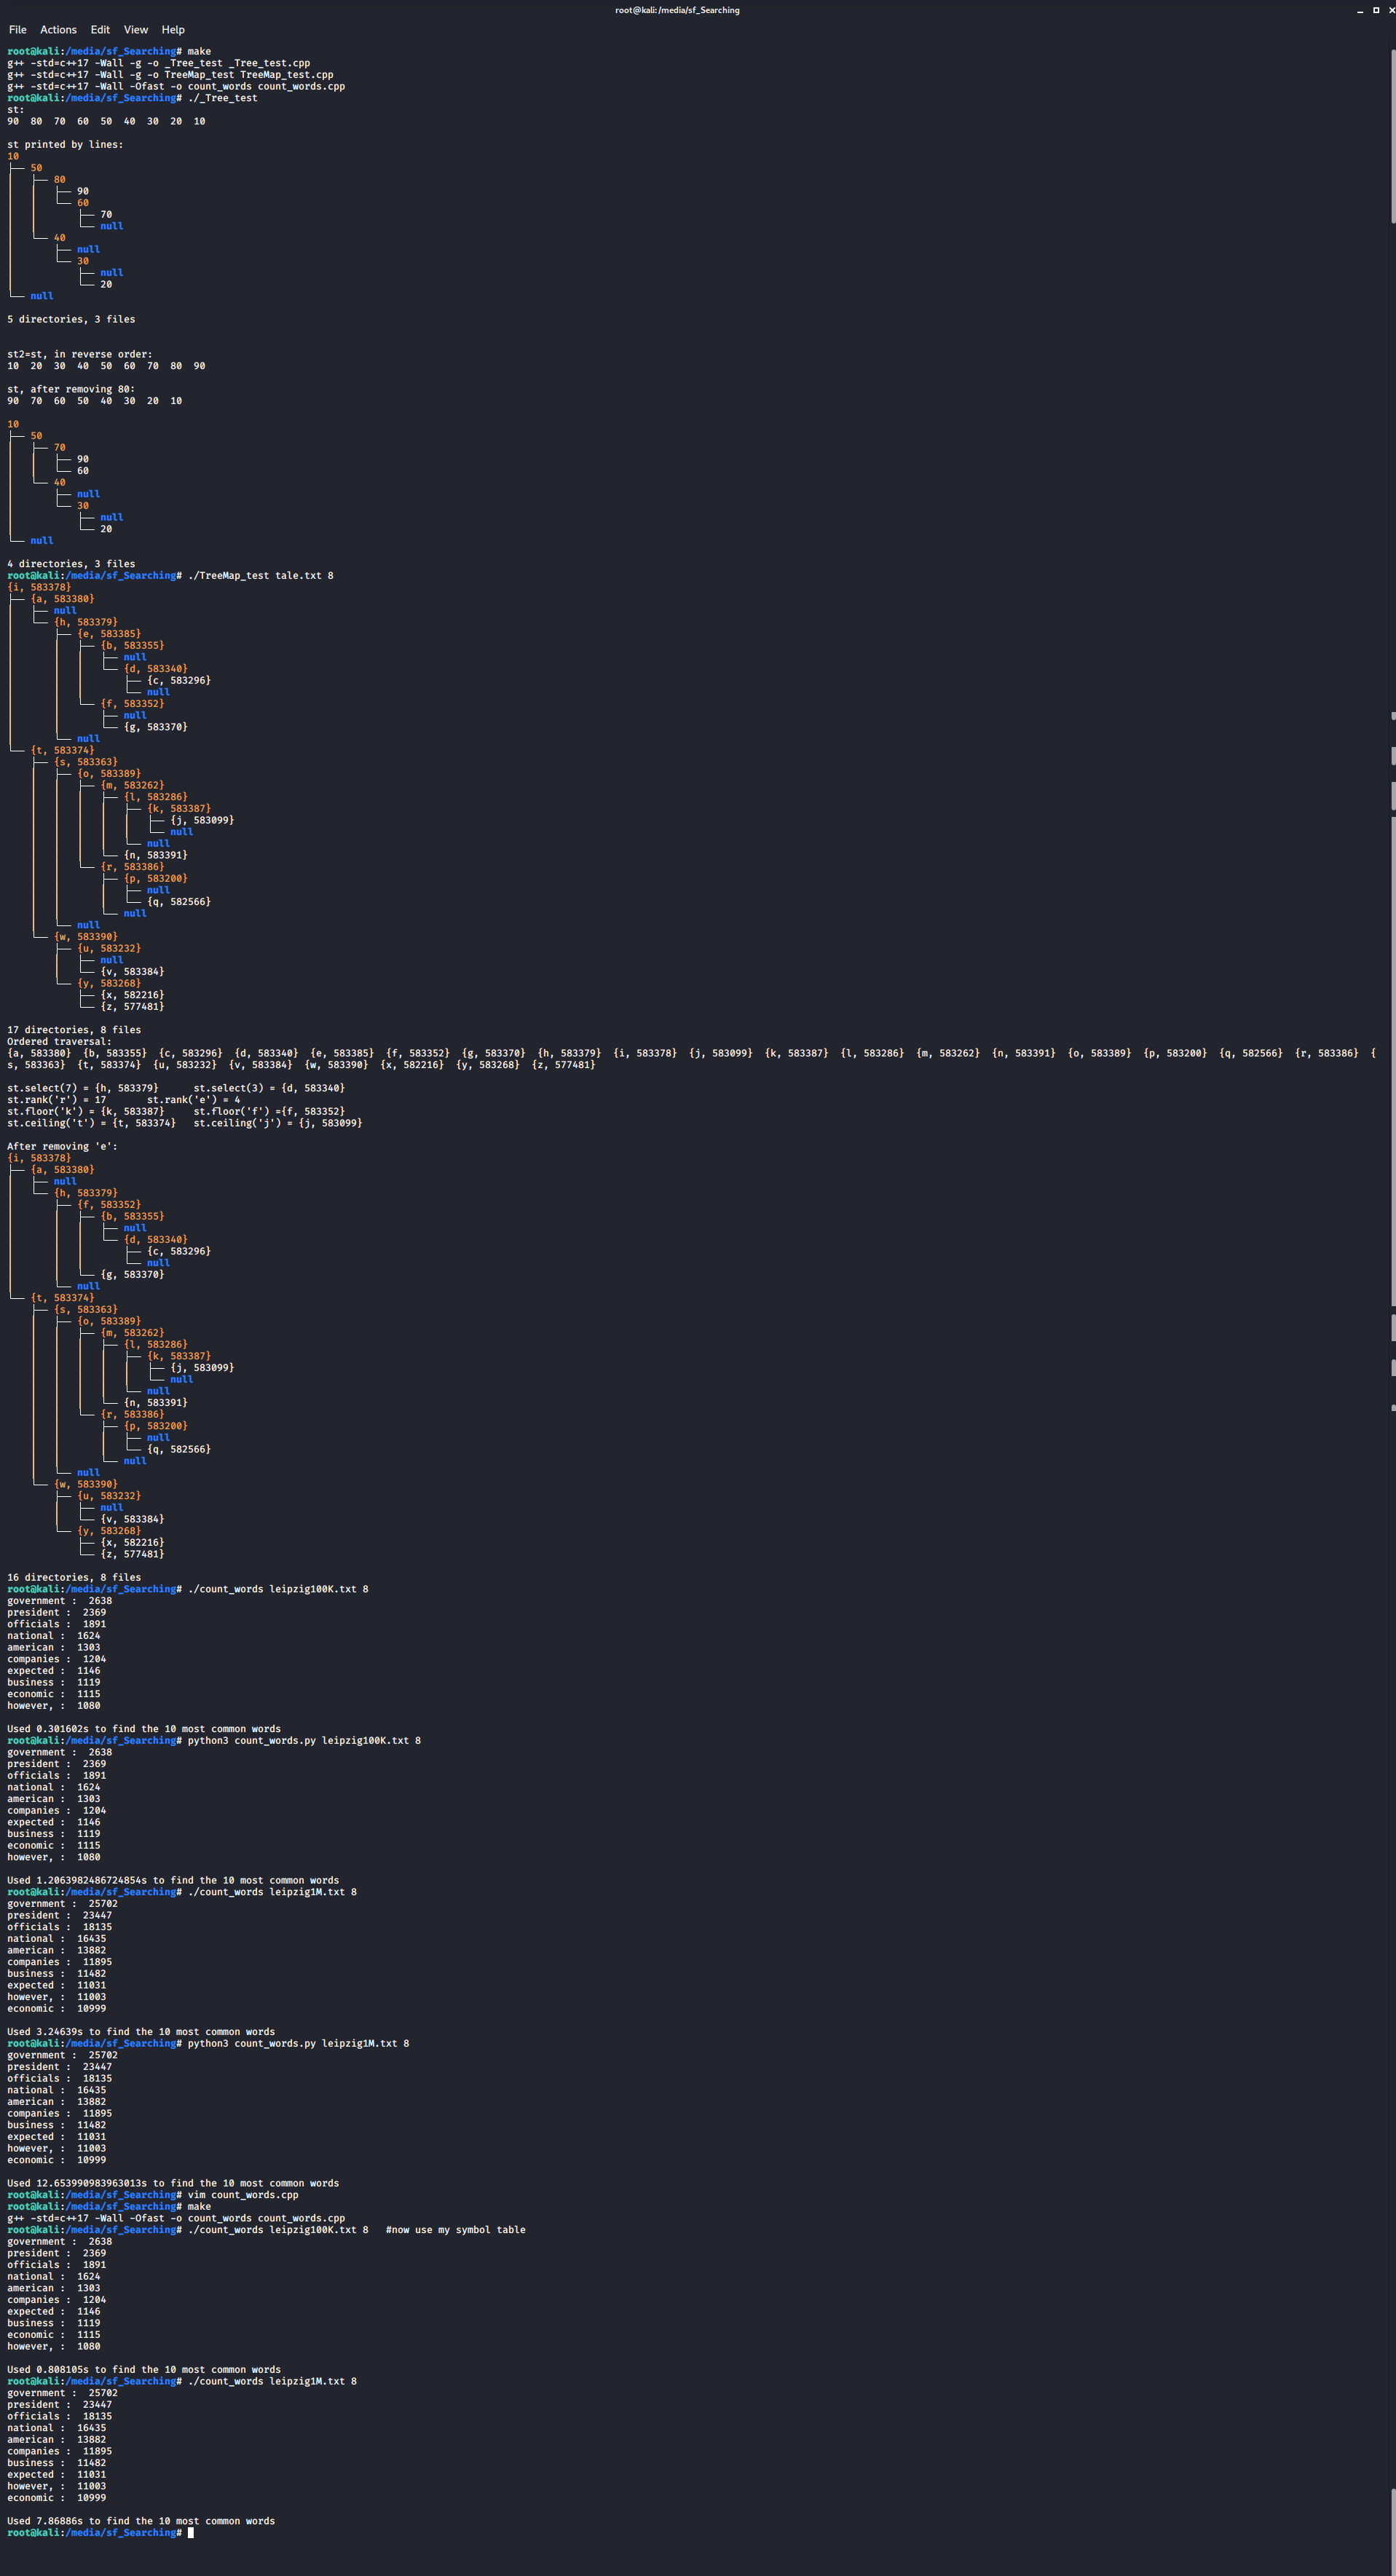 root@kali: /media/sf_Searching
File Actions Edit View Help
root@kali:/media/sf_Searching# make
g++ -std=c++17 -Wall -g -o _Tree_test _Tree_test.cpp
g++ -std=c++17 -Wall -g -o TreeMap_test TreeMap_test.cpp
g++ -std=c++17 -Wall -Ofast -o count_words count_words.cpp
root@kali:/media/sf_Searching# ./_Tree_test
st:
90  80  70  60  50  40  30  20  10

st printed by lines:
10
├── 50
│   ├── 80
│   │   ├── 90
│   │   └── 60
│   │       ├── 70
│   │       └── null
│   └── 40
│       ├── null
│       └── 30
│           ├── null
│           └── 20
└── null

5 directories, 3 files

st2=st, in reverse order:
10  20  30  40  50  60  70  80  90

st, after removing 80:
90  70  60  50  40  30  20  10

10
├── 50
│   ├── 70
│   │   ├── 90
│   │   └── 60
│   └── 40
│       ├── null
│       └── 30
│           ├── null
│           └── 20
└── null

4 directories, 3 files
root@kali:/media/sf_Searching# ./TreeMap_test tale.txt 8
{i, 583378}
├── {a, 583380}
│   ├── null
│   └── {h, 583379}
│       ├── {e, 583385}
│       │   ├── {b, 583355}
│       │   │   ├── null
│       │   │   └── {d, 583340}
│       │   │       ├── {c, 583296}
│       │   │       └── null
│       │   └── {f, 583352}
│       │       ├── null
│       │       └── {g, 583370}
│       └── null
└── {t, 583374}
    ├── {s, 583363}
    │   ├── {o, 583389}
    │   │   ├── {m, 583262}
    │   │   │   ├── {l, 583286}
    │   │   │   │   ├── {k, 583387}
    │   │   │   │   │   ├── {j, 583099}
    │   │   │   │   │   └── null
    │   │   │   │   └── null
    │   │   │   └── {n, 583391}
    │   │   └── {r, 583386}
    │   │       ├── {p, 583200}
    │   │       │   ├── null
    │   │       │   └── {q, 582566}
    │   │       └── null
    │   └── null
    └── {w, 583390}
        ├── {u, 583232}
        │   ├── null
        │   └── {v, 583384}
        └── {y, 583268}
            ├── {x, 582216}
            └── {z, 577481}

17 directories, 8 files
Ordered traversal:
{a, 583380}  {b, 583355}  {c, 583296}  {d, 583340}  {e, 583385}  {f, 583352}  {g, 583370}  {h, 583379}  {i, 583378}  {j, 583099}  {k, 583387}  {l, 583286}  {m, 583262}  {n, 583391}  {o, 583389}  {p, 583200}  {q, 582566}  {r, 583386}  {
s, 583363}  {t, 583374}  {u, 583232}  {v, 583384}  {w, 583390}  {x, 582216}  {y, 583268}  {z, 577481}

st.select(7) = {h, 583379}      st.select(3) = {d, 583340}
st.rank('r') = 17       st.rank('e') = 4
st.floor('k') = {k, 583387}     st.floor('f') ={f, 583352}
st.ceiling('t') = {t, 583374}   st.ceiling('j') = {j, 583099}

After removing 'e':
{i, 583378}
├── {a, 583380}
│   ├── null
│   └── {h, 583379}
│       ├── {f, 583352}
│       │   ├── {b, 583355}
│       │   │   ├── null
│       │   │   └── {d, 583340}
│       │   │       ├── {c, 583296}
│       │   │       └── null
│       │   └── {g, 583370}
│       └── null
└── {t, 583374}
    ├── {s, 583363}
    │   ├── {o, 583389}
    │   │   ├── {m, 583262}
    │   │   │   ├── {l, 583286}
    │   │   │   │   ├── {k, 583387}
    │   │   │   │   │   ├── {j, 583099}
    │   │   │   │   │   └── null
    │   │   │   │   └── null
    │   │   │   └── {n, 583391}
    │   │   └── {r, 583386}
    │   │       ├── {p, 583200}
    │   │       │   ├── null
    │   │       │   └── {q, 582566}
    │   │       └── null
    │   └── null
    └── {w, 583390}
        ├── {u, 583232}
        │   ├── null
        │   └── {v, 583384}
        └── {y, 583268}
            ├── {x, 582216}
            └── {z, 577481}

16 directories, 8 files
root@kali:/media/sf_Searching# ./count_words leipzig100K.txt 8
government :  2638
president :  2369
officials :  1891
national :  1624
american :  1303
companies :  1204
expected :  1146
business :  1119
economic :  1115
however, :  1080

Used 0.301602s to find the 10 most common words
root@kali:/media/sf_Searching# python3 count_words.py leipzig100K.txt 8
government :  2638
president :  2369
officials :  1891
national :  1624
american :  1303
companies :  1204
expected :  1146
business :  1119
economic :  1115
however, :  1080

Used 1.2063982486724854s to find the 10 most common words
root@kali:/media/sf_Searching# ./count_words leipzig1M.txt 8
government :  25702
president :  23447
officials :  18135
national :  16435
american :  13882
companies :  11895
business :  11482
expected :  11031
however, :  11003
economic :  10999

Used 3.24639s to find the 10 most common words
root@kali:/media/sf_Searching# python3 count_words.py leipzig1M.txt 8
government :  25702
president :  23447
officials :  18135
national :  16435
american :  13882
companies :  11895
business :  11482
expected :  11031
however, :  11003
economic :  10999

Used 12.653990983963013s to find the 10 most common words
root@kali:/media/sf_Searching# vim count_words.cpp
root@kali:/media/sf_Searching# make
g++ -std=c++17 -Wall -Ofast -o count_words count_words.cpp
root@kali:/media/sf_Searching# ./count_words leipzig100K.txt 8   #now use my symbol table
government :  2638
president :  2369
officials :  1891
national :  1624
american :  1303
companies :  1204
expected :  1146
business :  1119
economic :  1115
however, :  1080

Used 0.808105s to find the 10 most common words
root@kali:/media/sf_Searching# ./count_words leipzig1M.txt 8
government :  25702
president :  23447
officials :  18135
national :  16435
american :  13882
companies :  11895
business :  11482
expected :  11031
however, :  11003
economic :  10999

Used 7.86886s to find the 10 most common words
root@kali:/media/sf_Searching#